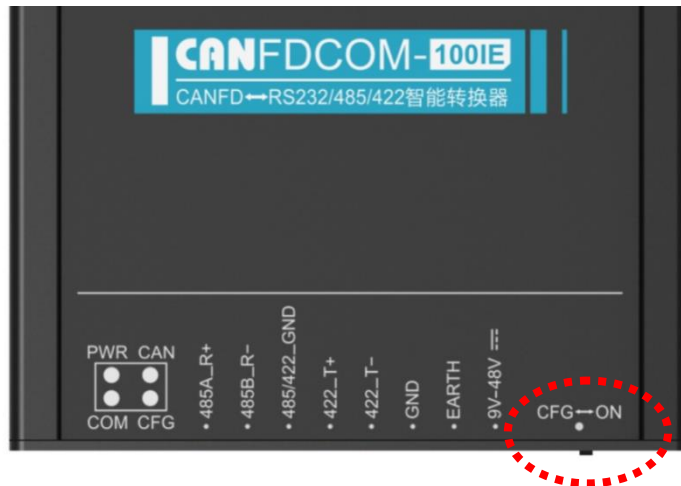 CANFDCOM-100IE
CANFD↔RS232/485/422智能转换器
PWR CAN
COM CFG
485A_R+
485B_R-
485/422_GND
422_T+
422_T-
GND
EARTH
9V-48V ⎓
CFG↔ON